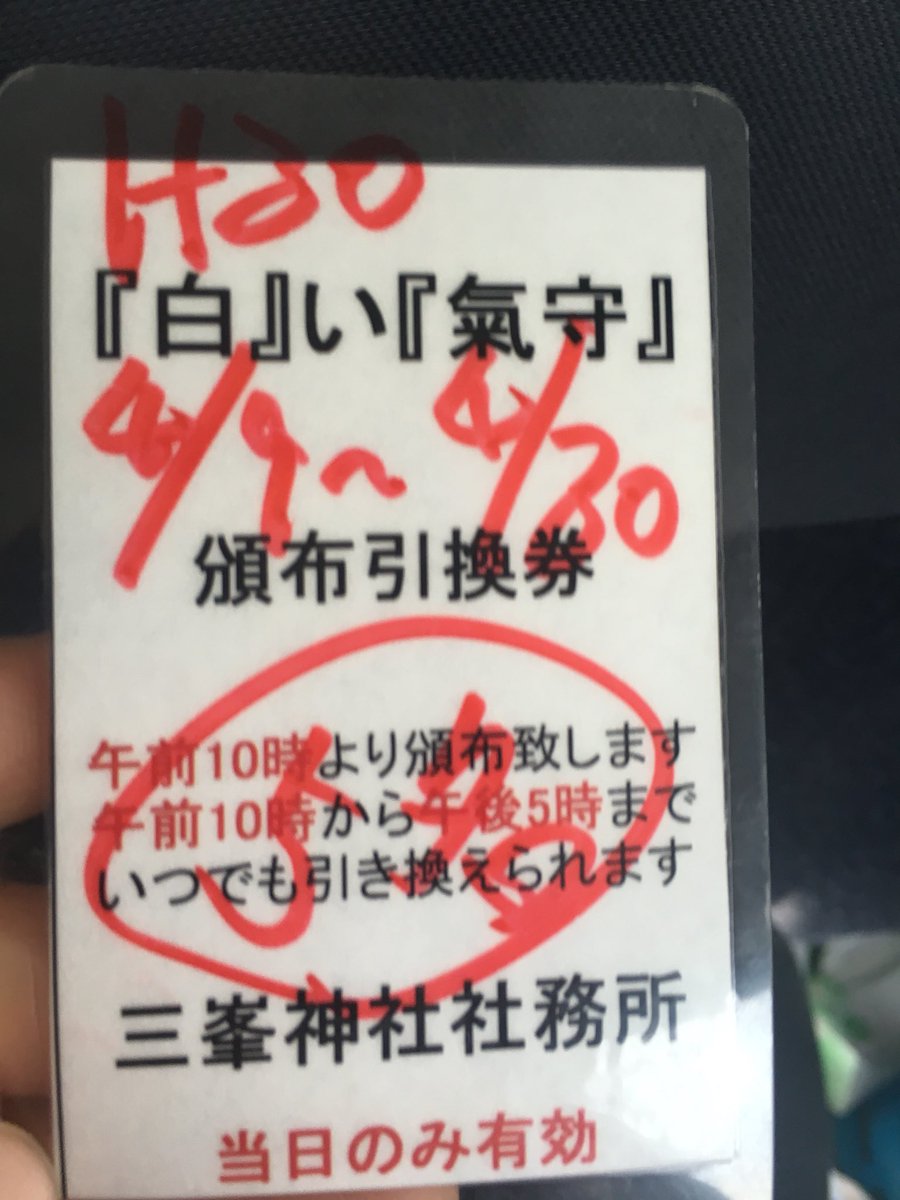 H30
『白』い『氣守』
4/9～4/30
頒布引換券
午前10時より頒布致します
午前10時から午後5時まで
いつでも引き換えられます
三峯神社社務所
当日のみ有効